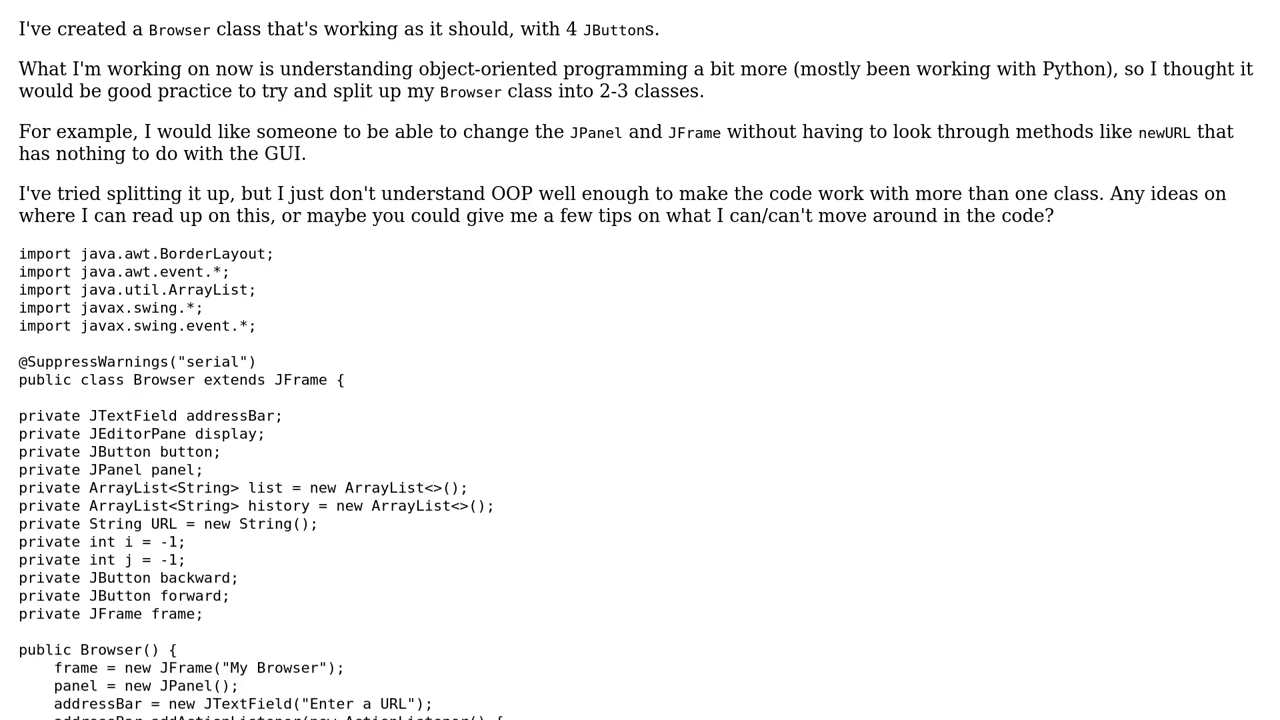 I've created a Browser class that's working as it should, with 4 JButtons.
What I'm working on now is understanding object-oriented programming a bit more (mostly been working with Python), so I thought it
would be good practice to try and split up my Browser class into 2-3 classes.
For example, I would like someone to be able to change the JPanel and JFrame without having to look through methods like newURL that
has nothing to do with the GUI.
I've tried splitting it up, but I just don't understand OOP well enough to make the code work with more than one class. Any ideas on
where I can read up on this, or maybe you could give me a few tips on what I can/can't move around in the code?
import java.awt.BorderLayout;
import java.awt.event.*;
import java.util.ArrayList;
import javax.swing.*;
import javax.swing.event.*;
@SuppressWarnings("serial")
public class Browser extends JFrame {
private JTextField addressBar;
private JEditorPane display;
private JButton button;
private JPanel panel;
private ArrayList<String> list = new ArrayList<>();
private ArrayList<String> history = new ArrayList<>();
private String URL = new String();
private int i = -1;
private int j = -1;
private JButton backward;
private JButton forward;
private JFrame frame;
public Browser() {
    frame = new JFrame("My Browser");
    panel = new JPanel();
    addressBar = new JTextField("Enter a URL");
    addressBar.addActionListener(new ActionListener() {